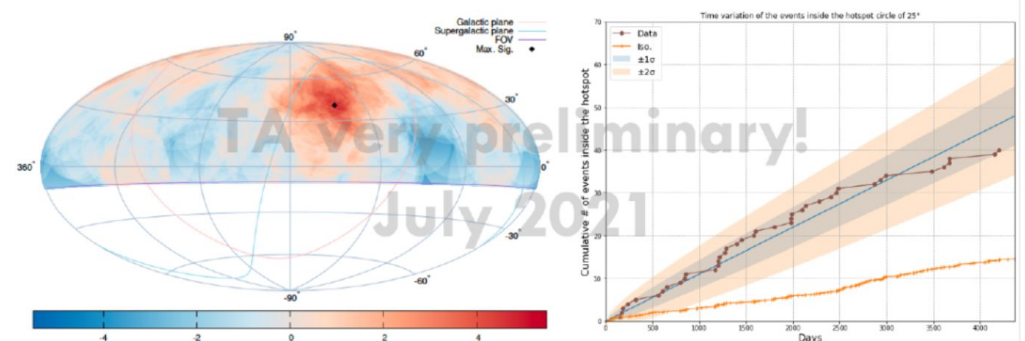 Galactic plane
Supergalactic plane
FOV
Max. Sig.
90°
60°
30°
360°
0°
-30°
-60°
-90°
-4 -2 0 2 4
TA very preliminary!
July 2021
Time variation of the events inside the hotspot circle of 25°
Data
Iso.
±1σ
±2σ
Cumulative # of events inside the hotspot
70
60
50
40
30
20
10
0
0 500 1000 1500 2000 2500 3000 3500 4000
Days